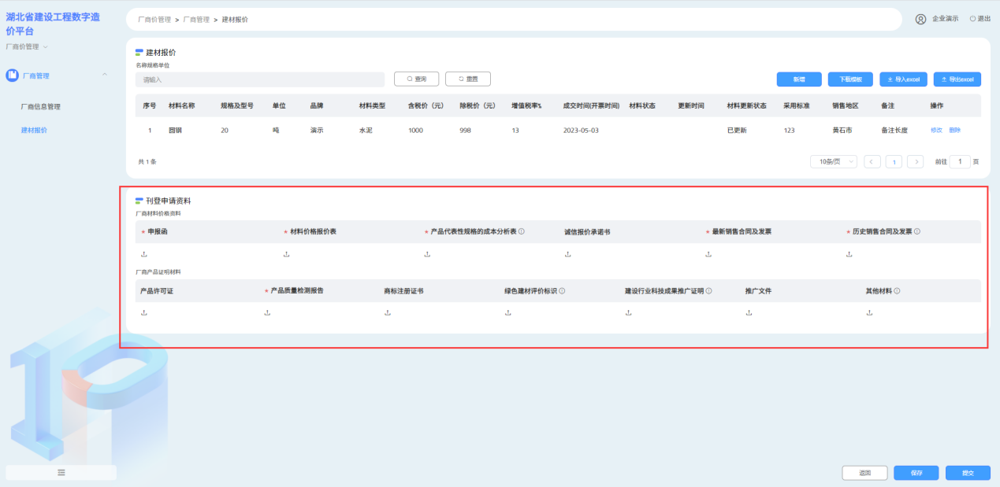 湖北省建设工程数字造
价平台
厂商价管理
厂商管理
厂商信息管理
建材报价
厂商价管理 > 厂商管理 > 建材报价
企业演示 退出
建材报价
名称规格单位
请输入 查询 重置 新增 下载模板 导入excel 导出excel
序号 材料名称 规格及型号 单位 品牌 材料类型 含税价（元） 除税价（元） 增值税率% 成交时间(开票时间) 材料状态 更新时间 材料更新状态 采用标准 销售地区 备注 操作
1 圆钢 20 吨 演示 水泥 1000 998 13 2023-05-03 已更新 123 黄石市 备注长度 修改 删除
共 1 条 10条/页 < 1 > 前往 1 页
刊登申请资料
厂商材料价格资料
* 申报函 * 材料价格报价表 * 产品代表性规格的成本分析表 诚信报价承诺书 * 最新销售合同及发票 * 历史销售合同及发票
厂商产品证明材料
产品许可证 * 产品质量检测报告 商标注册证书 绿色建材评价标识 建设行业科技成果推广证明 推广文件 其他材料
返回 保存 提交